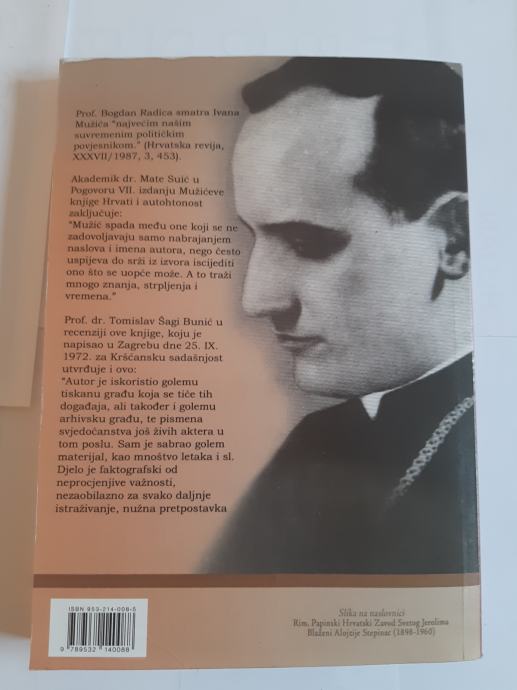 Prof. Bogdan Radica smatra Ivana
Mužića "najvećim našim
suvremenim političkim
povjesnikom." (Hrvatska revija,
XXXVII/1987, 3, 453).
Akademik dr. Mate Suić u
Pogovoru VII. izdanju Mužićeve
knjige Hrvati i autohtonost
zaključuje:
"Mužić spada među one koji se ne
zadovoljavaju samo nabrajanjem
naslova i imena autora, nego često
uspijeva do srži iz izvora iscijediti
ono što se uopće može. A to traži
mnogo znanja, strpljenja i
vremena."
Prof. dr. Tomislav Šagi Bunić u
recenziji ove knjige, koju je
napisao u Zagrebu dne 25. IX.
1972. za Kršćansku sadašnjost
utvrđuje i ovo:
"Autor je iskoristio golemu
tiskanu građu koja se tiče tih
događaja, ali također i golemu
arhivsku građu, te pismena
svjedočanstva još živih aktera u
tom poslu. Sam je sabrao golem
materijal, kao mnoštvo letaka i sl.
Djelo je faktografski od
neprocjenjive važnosti,
nezaobilazno za svako daljnje
istraživanje, nužna pretpostavka
ISBN 953-214-008-5
9 789532 140088
Slika na naslovnici
Rim, Papinski Hrvatski Zavod Svetog Jerolima
Blaženi Alojzije Stepinac (1898-1960)